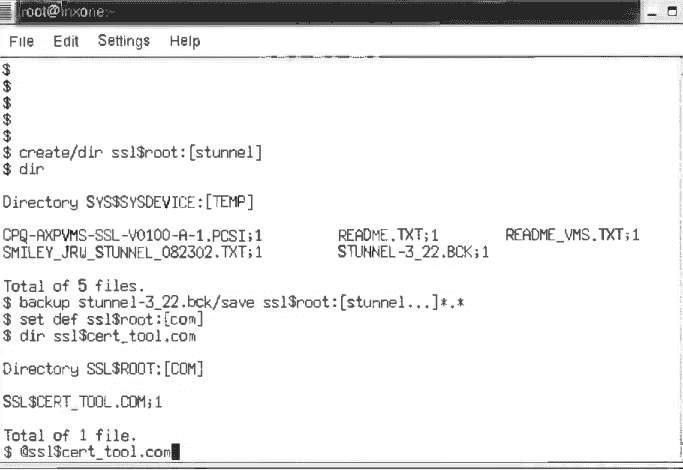 root@lnxone:~
File Edit Settings Help
$
$
$
$
$
$ create/dir ssl$root:[stunnel]
$ dir
Directory SYS$SYSDEVICE:[TEMP]
CPQ-AXPVMS-SSL-V0100-A-1.PCSI;1 README.TXT;1 README_VMS.TXT;1
SMILEY_JRW_STUNNEL_082302.TXT;1 STUNNEL-3_22.BCK;1
Total of 5 files.
$ backup stunnel-3_22.bck/save ssl$root:[stunnel...]*.*
$ set def ssl$root:[com]
$ dir ssl$cert_tool.com
Directory SSL$ROOT:[COM]
SSL$CERT_TOOL.COM;1
Total of 1 file.
$ @ssl$cert_tool.com